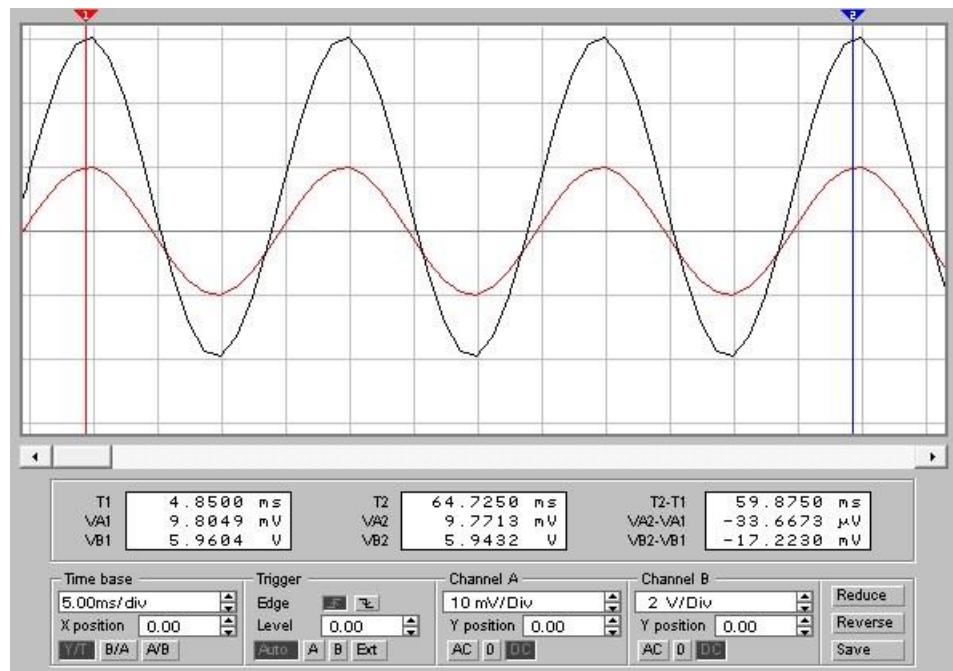 1 2
T1 4.8500 ms T2 64.7250 ms T2-T1 59.8750 ms
VA1 9.8049 mV VA2 9.7713 mV VA2-VA1 -33.6673 µV
VB1 5.9604 V VB2 5.9432 V VB2-VB1 -17.2230 mV
Time base Trigger Channel A Channel B
5.00ms/div Edge 10 mV/Div 2 V/Div Reduce
X position 0.00 Level 0.00 Y position 0.00 Y position 0.00 Reverse
Y/T B/A A/B Auto A B Ext AC 0 DC AC 0 DC Save